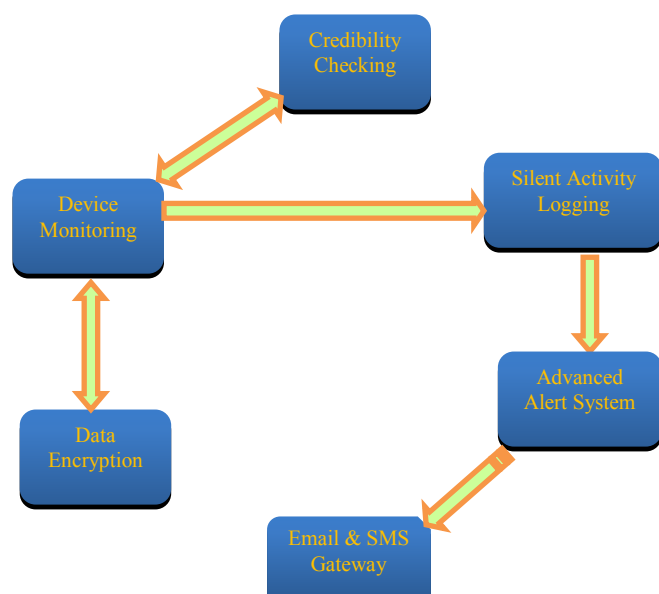 Credibility
Checking
Silent Activity
Logging
Device
Monitoring
Advanced
Alert System
Data
Encryption
Email & SMS
Gateway